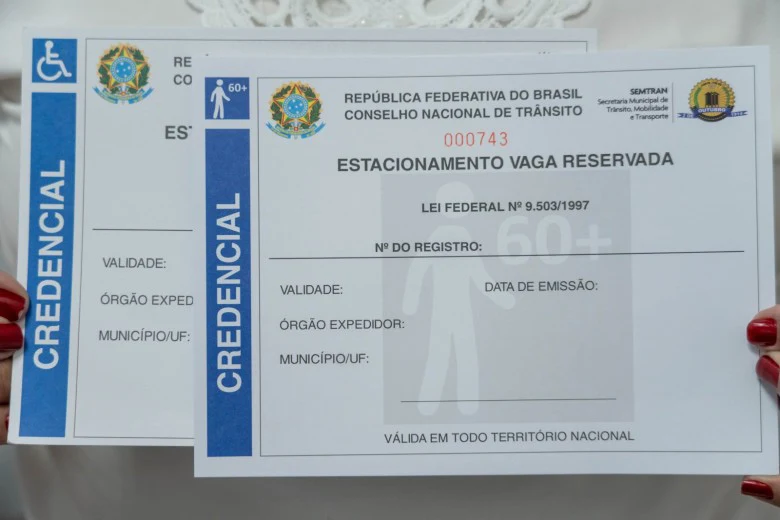 RE
CO
EST
CREDENCIAL
VALIDADE:
ÓRGÃO EXPED
MUNICÍPIO/UF:
60+
CREDENCIAL
REPÚBLICA FEDERATIVA DO BRASIL
CONSELHO NACIONAL DE TRÂNSITO
SEMTRAN
Secretaria Municipal de
Trânsito, Mobilidade
e Transporte
000743
ESTACIONAMENTO VAGA RESERVADA
LEI FEDERAL Nº 9.503/1997
60+
Nº DO REGISTRO:
VALIDADE:
DATA DE EMISSÃO:
ÓRGÃO EXPEDIDOR:
MUNICÍPIO/UF:
VÁLIDA EM TODO TERRITÓRIO NACIONAL